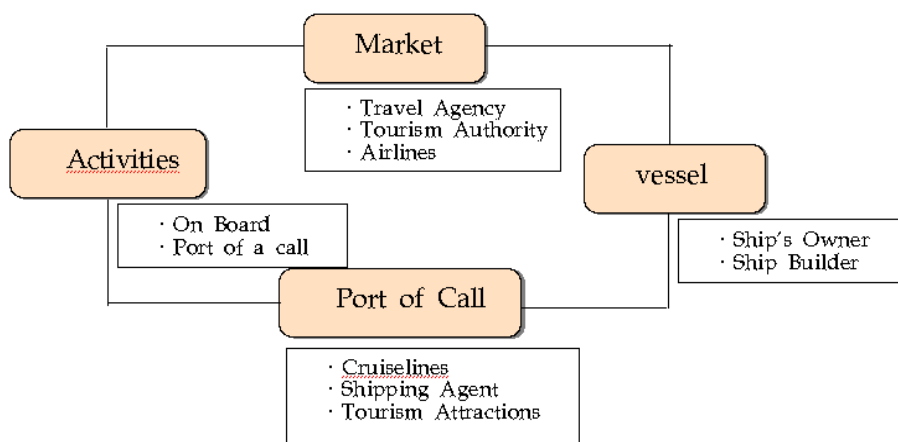 Market
· Travel Agency
· Tourism Authority
· Airlines
Activities
· On Board
· Port of a call
vessel
· Ship's Owner
· Ship Builder
Port of Call
· Cruiselines
· Shipping Agent
· Tourism Attractions